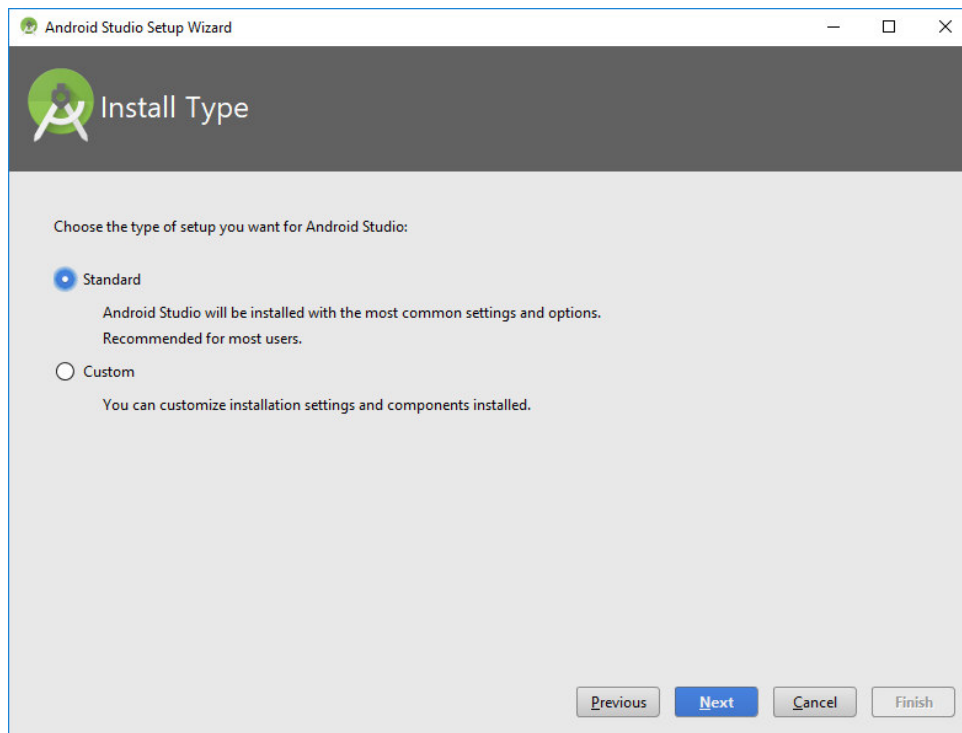 Android Studio Setup Wizard
Install Type
Choose the type of setup you want for Android Studio:
Standard
Android Studio will be installed with the most common settings and options.
Recommended for most users.
Custom
You can customize installation settings and components installed.
Previous
Next
Cancel
Finish